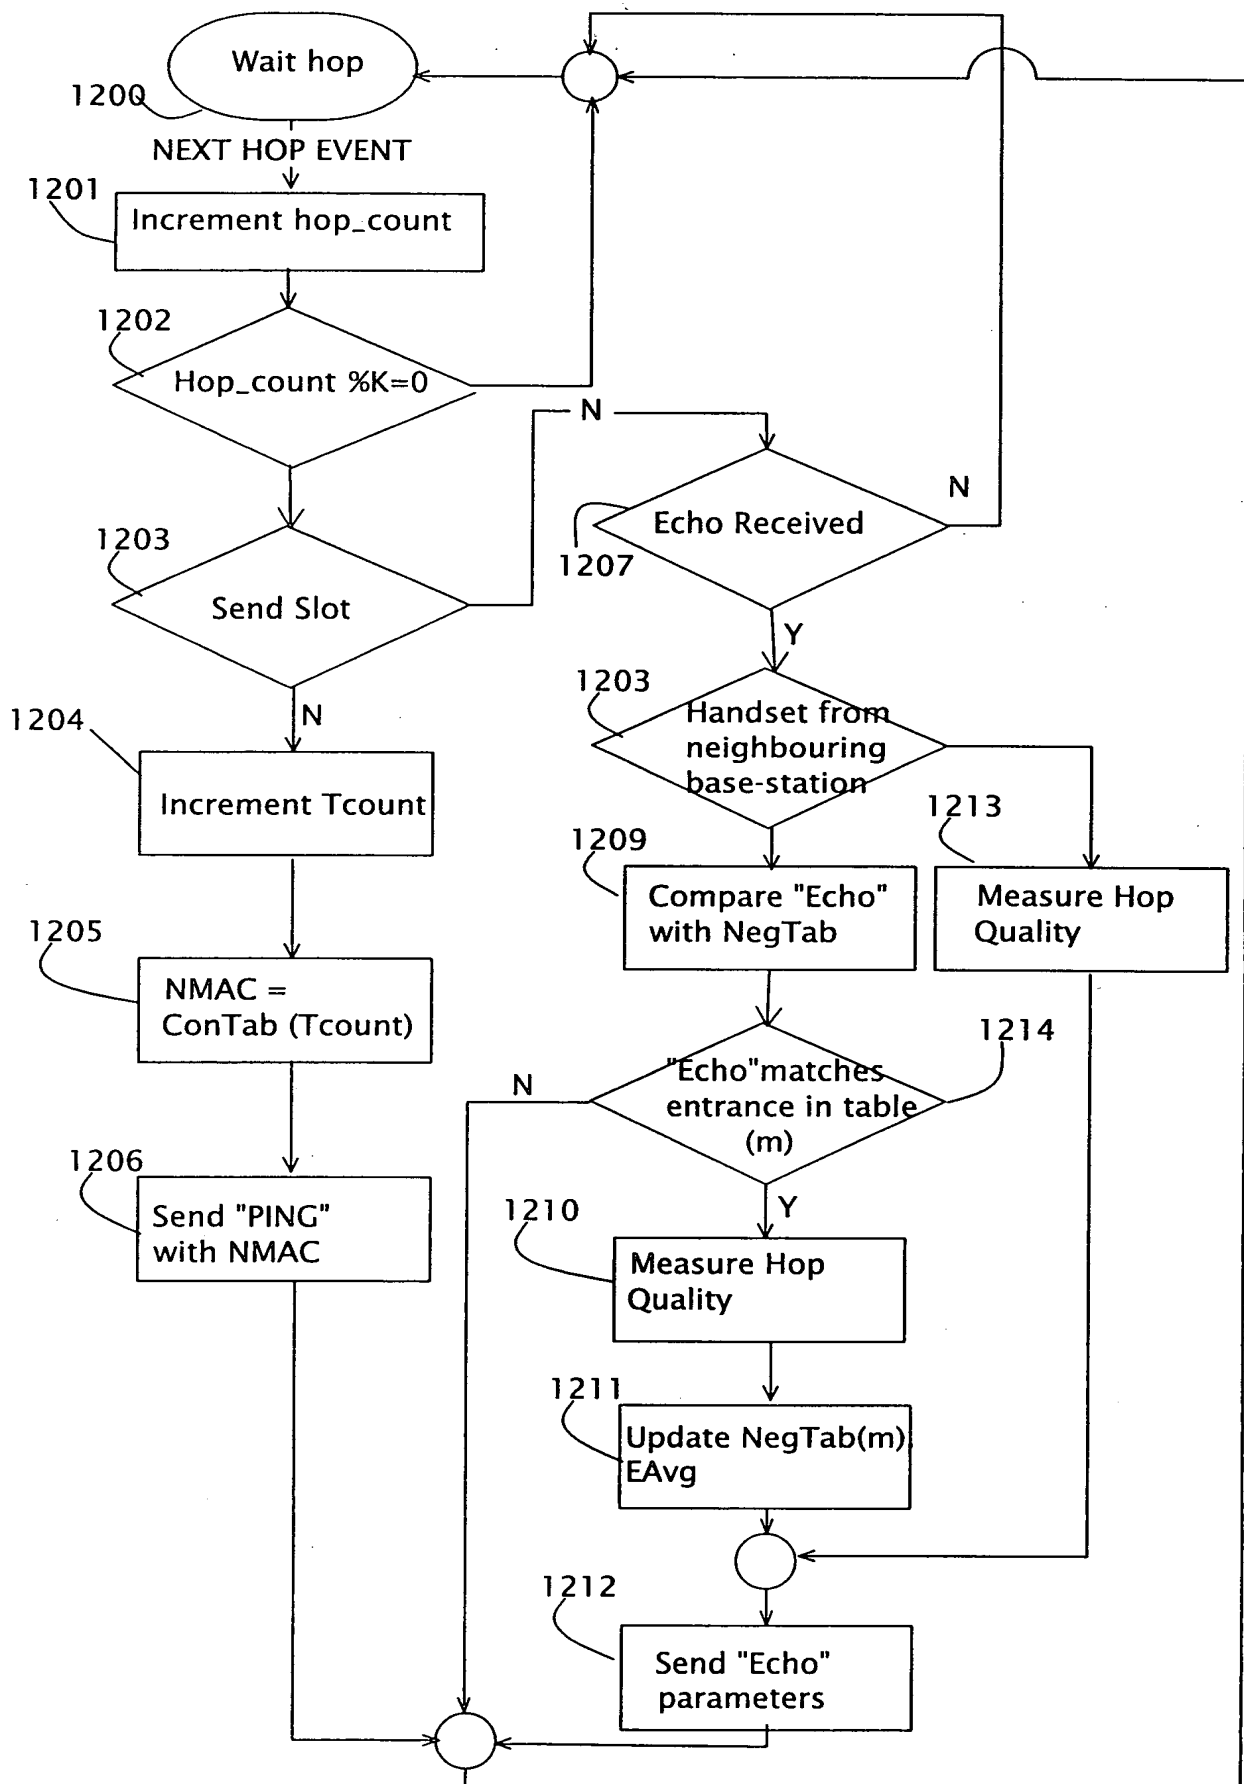 Wait hop
1200
NEXT HOP EVENT
1201
Increment hop_count
1202
Hop_count %K=0
N
1203
Send Slot
N
Echo Received
1207
N
Y
1204
Increment Tcount
1203
Handset from
neighbouring
base-station
1205
NMAC =
ConTab (Tcount)
1209
Compare "Echo"
with NegTab
1213
Measure Hop
Quality
1206
Send "PING"
with NMAC
N
"Echo"matches
entrance in table
(m)
1214
Y
1210
Measure Hop
Quality
1211
Update NegTab(m)
EAvg
1212
Send "Echo"
parameters